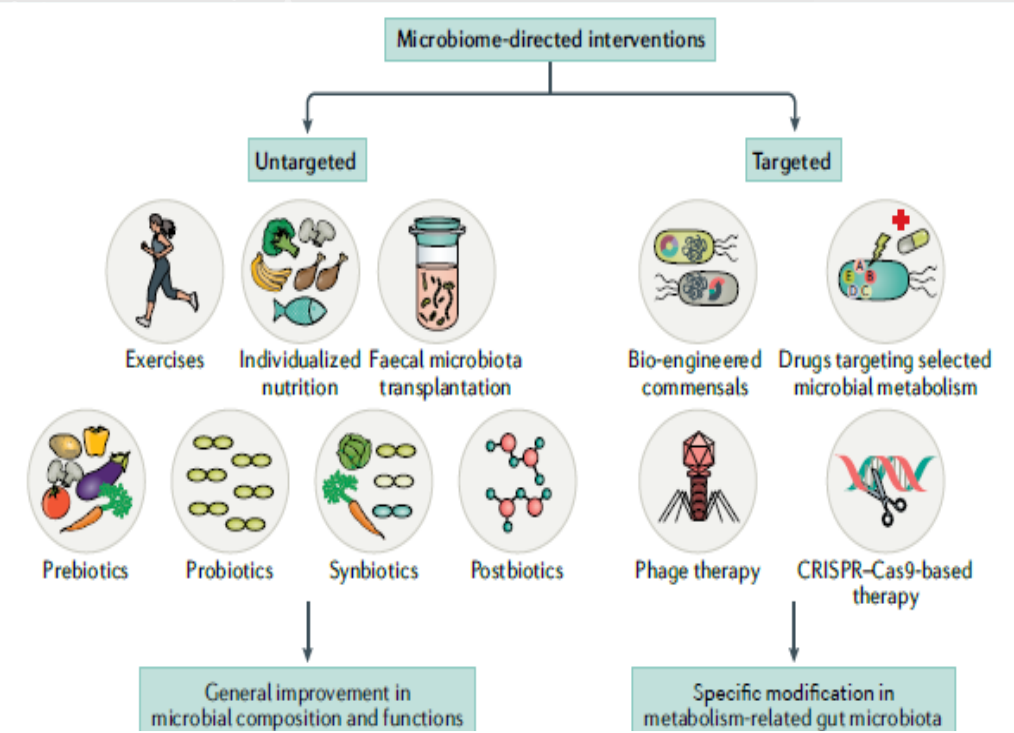 Microbiome-directed interventions
Untargeted
Targeted
A
E
B
D
C
Exercises
Individualized
nutrition
Faecal microbiota
transplantation
Bio-engineered
commensals
Drugs targeting selected
microbial metabolism
Prebiotics
Probiotics
Synbiotics
Postbiotics
Phage therapy
CRISPR–Cas9-based
therapy
General improvement in
microbial composition and functions
Specific modification in
metabolism-related gut microbiota